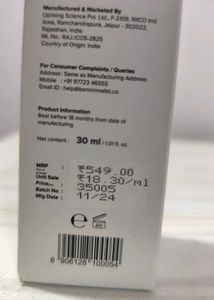 Manufactured & Marketed By
Uprising Science Pvt. Ltd., F-2109, RIICO Ind.
Area, Ramchandrapura, Jaipur - 302022,
Rajasthan, India.
ML No.: RAJ/COS-2825
Country of Origin: India
For Consumer Complaints / Queries
Address : Same as Manufacturing Address
Mobile : +91 97723 46555
Email ID : help@beminimalist.co
Product Information
Best before 18 months from date of
manufacturing
Net content : 30 ml / 1.01 fl. oz.
MRP ₹549.00
Unit Sale ₹18.30/ml
Price
Batch No 35005
Mfg Date 11/24
8 906128 100054